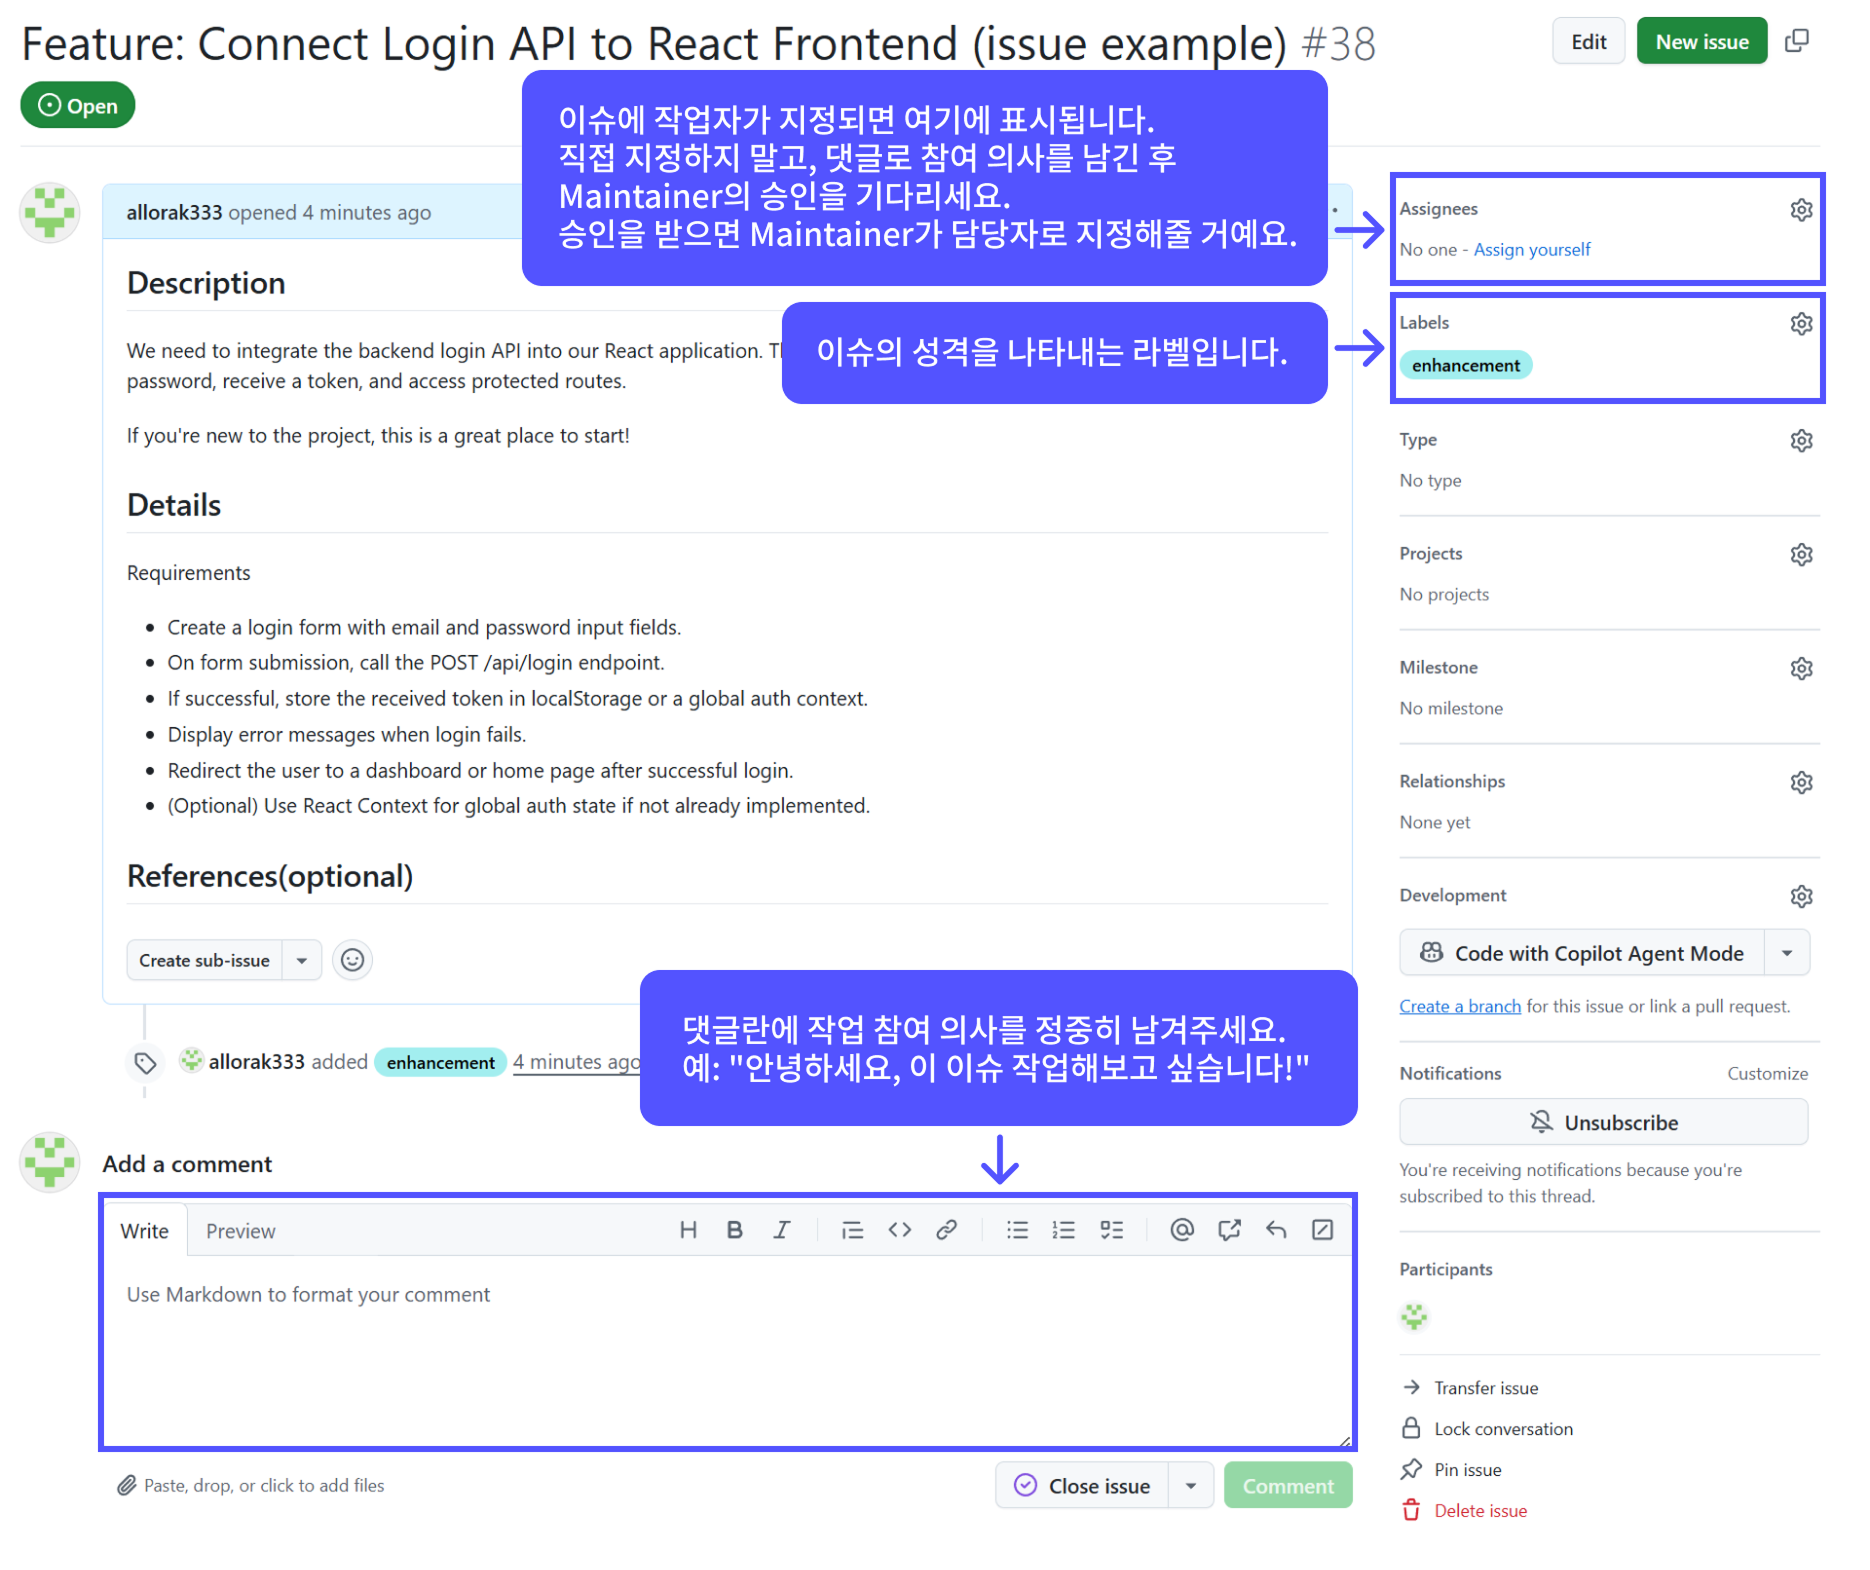 Feature: Connect Login API to React Frontend (issue example) #38
Edit
New issue
Open
이슈에 작업자가 지정되면 여기에 표시됩니다.
직접 지정하지 말고, 댓글로 참여 의사를 남긴 후
Maintainer의 승인을 기다리세요.
승인을 받으면 Maintainer가 담당자로 지정해줄 거예요.
allorak333 opened 4 minutes ago
Assignees
No one - Assign yourself
Description
이슈의 성격을 나타내는 라벨입니다.
Labels
enhancement
We need to integrate the backend login API into our React application.
password, receive a token, and access protected routes.
If you're new to the project, this is a great place to start!
Type
No type
Details
Requirements
Create a login form with email and password input fields.
On form submission, call the POST /api/login endpoint.
If successful, store the received token in localStorage or a global auth context.
Display error messages when login fails.
Redirect the user to a dashboard or home page after successful login.
(Optional) Use React Context for global auth state if not already implemented.
Projects
No projects
Milestone
No milestone
Relationships
None yet
References(optional)
Create sub-issue
Development
Code with Copilot Agent Mode
Create a branch for this issue or link a pull request.
댓글란에 작업 참여 의사를 정중히 남겨주세요.
예: "안녕하세요, 이 이슈 작업해보고 싶습니다!"
allorak333 added enhancement 4 minutes ago
Notifications
Customize
Unsubscribe
You're receiving notifications because you're
subscribed to this thread.
Add a comment
Write
Preview
Use Markdown to format your comment
Participants
Paste, drop, or click to add files
Close issue
Comment
Transfer issue
Lock conversation
Pin issue
Delete issue